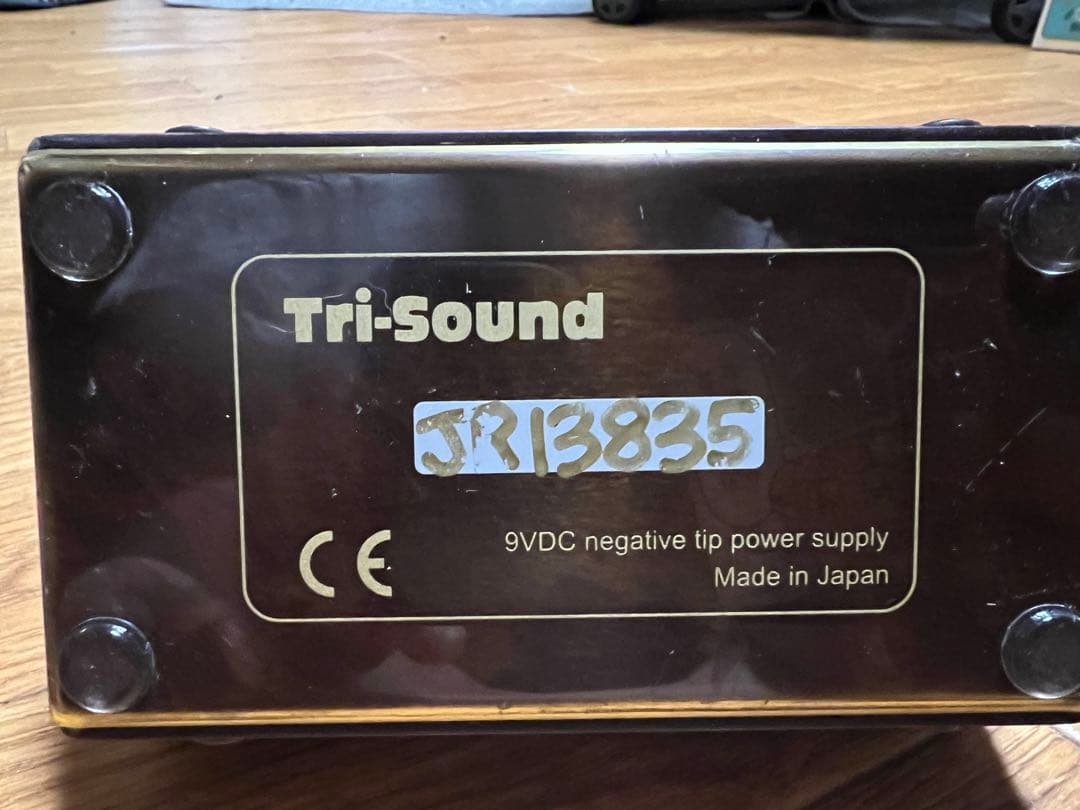 Tri-Sound
JR13835
CE
9VDC negative tip power supply
Made in Japan